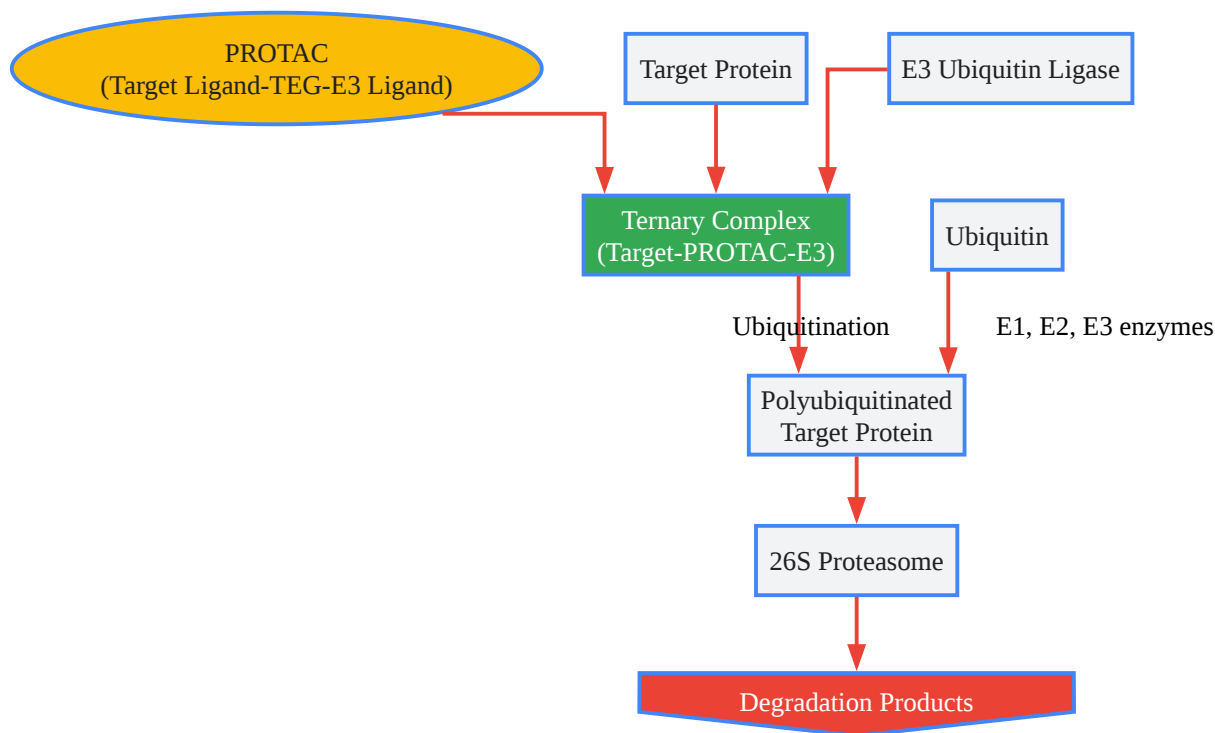 PROTAC
(Target Ligand-TEG-E3 Ligand)
Target Protein
E3 Ubiquitin Ligase
Ternary Complex
(Target-PROTAC-E3)
Ubiquitin
Ubiquitination
E1, E2, E3 enzymes
Polyubiquitinated
Target Protein
26S Proteasome
Degradation Products